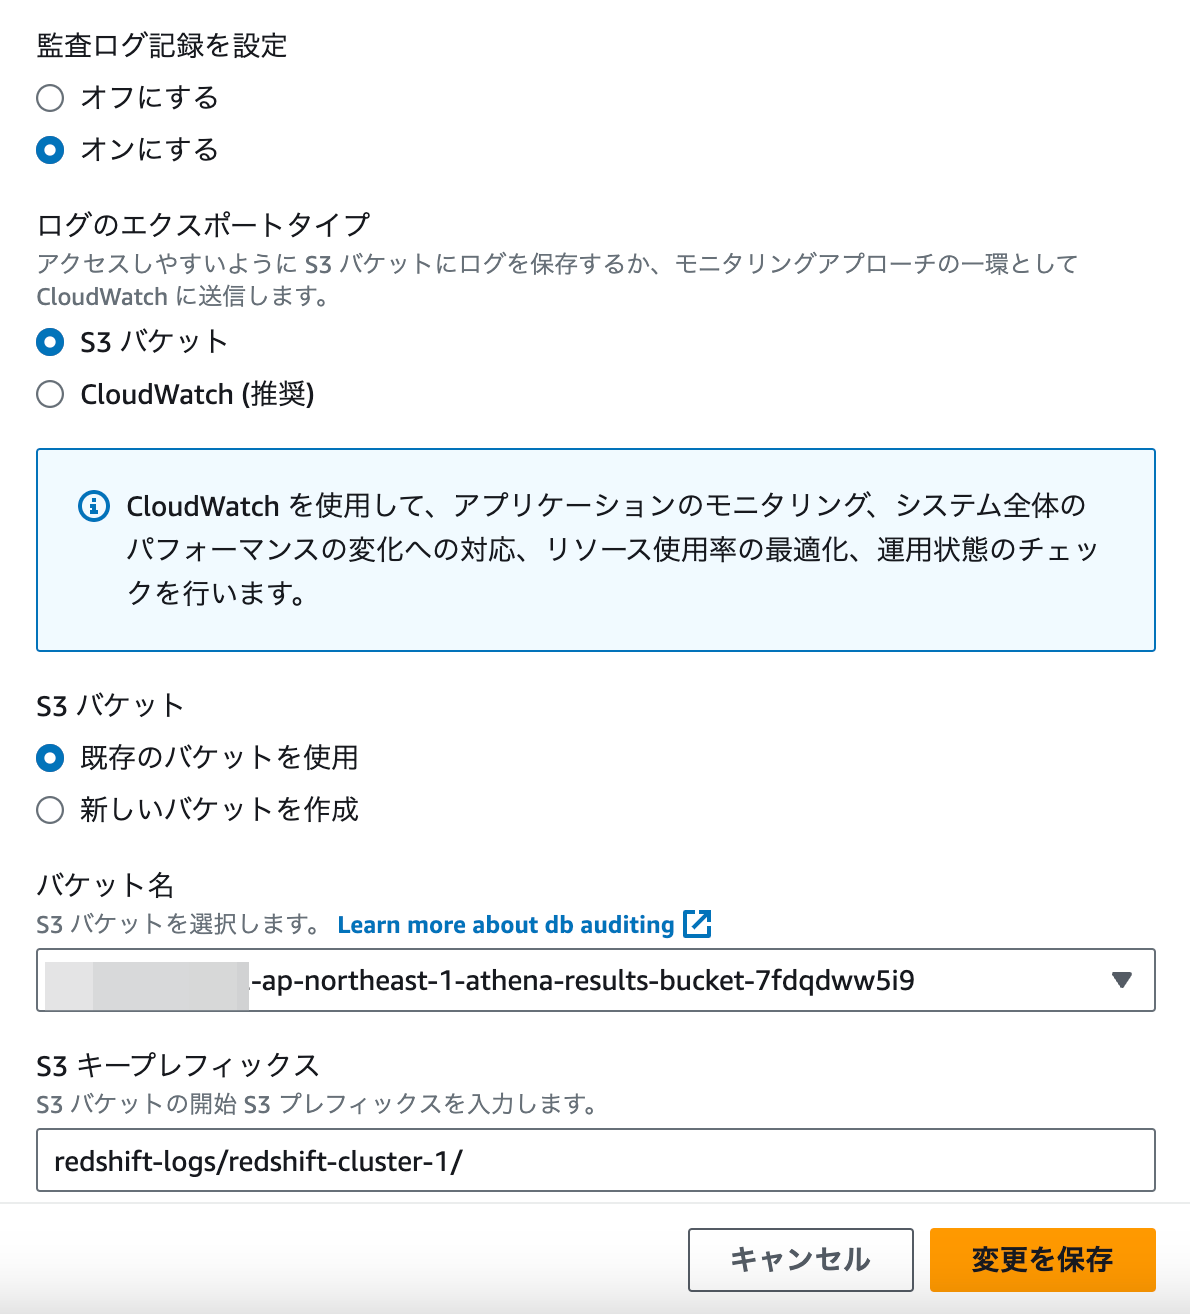 監査ログ記録を設定
オフにする
オンにする
ログのエクスポートタイプ
アクセスしやすいように S3 バケットにログを保存するか、モニタリングアプローチの一環として
CloudWatch に送信します。
S3 バケット
CloudWatch (推奨)
CloudWatch を使用して、アプリケーションのモニタリング、システム全体の
パフォーマンスの変化への対応、リソース使用率の最適化、運用状態のチェッ
クを行います。
S3 バケット
既存のバケットを使用
新しいバケットを作成
バケット名
S3 バケットを選択します。 Learn more about db auditing
-ap-northeast-1-athena-results-bucket-7fdqdww5i9
S3 キープレフィックス
S3 バケットの開始 S3 プレフィックスを入力します。
redshift-logs/redshift-cluster-1/
キャンセル
変更を保存